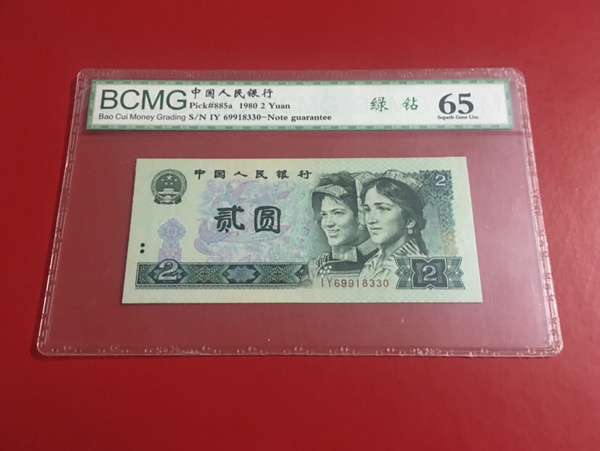 BCMG
Bao Cui Money Grading
中国人民银行
Pick#885a 1980 2 Yuan
S/N IY 69918330-Note guarantee
绿 钻
65
Superb Gem Unc
中国人民银行
2
贰圆
2
2
IY69918330